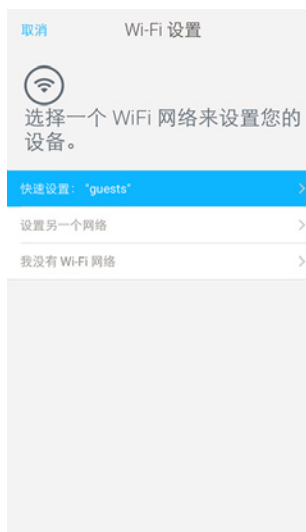 取消 Wi-Fi 设置
选择一个 WiFi 网络来设置您的
设备。
快速设置： "guests"
设置另一个网络
我没有 Wi-Fi 网络